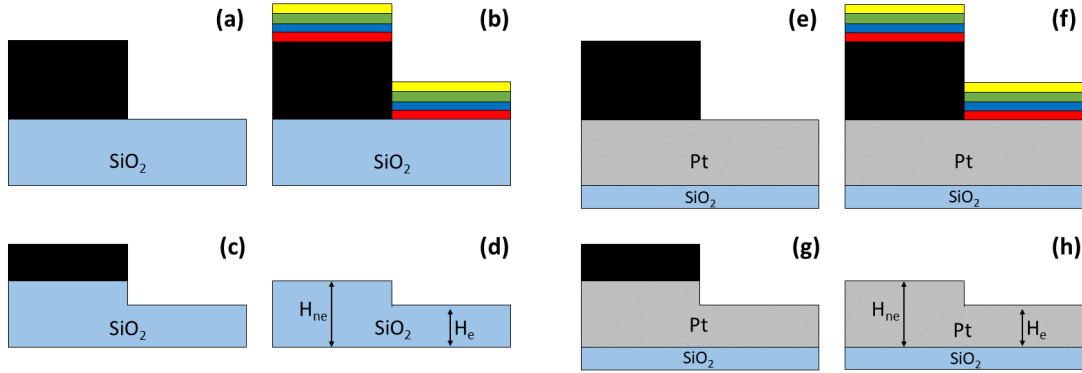 (a)
(b)
(e)
(f)
SiO₂
SiO₂
Pt
Pt
SiO₂
SiO₂
(c)
(d)
(g)
(h)
SiO₂
Hₙₑ
SiO₂
Hₑ
Pt
Hₙₑ
Pt
Hₑ
SiO₂
SiO₂